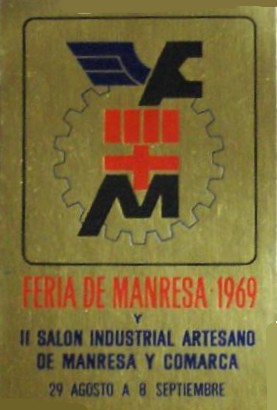 F
M
FERIA DE MANRESA · 1969
Y
II SALON INDUSTRIAL ARTESANO
DE MANRESA Y COMARCA
29 AGOSTO A 8 SEPTIEMBRE